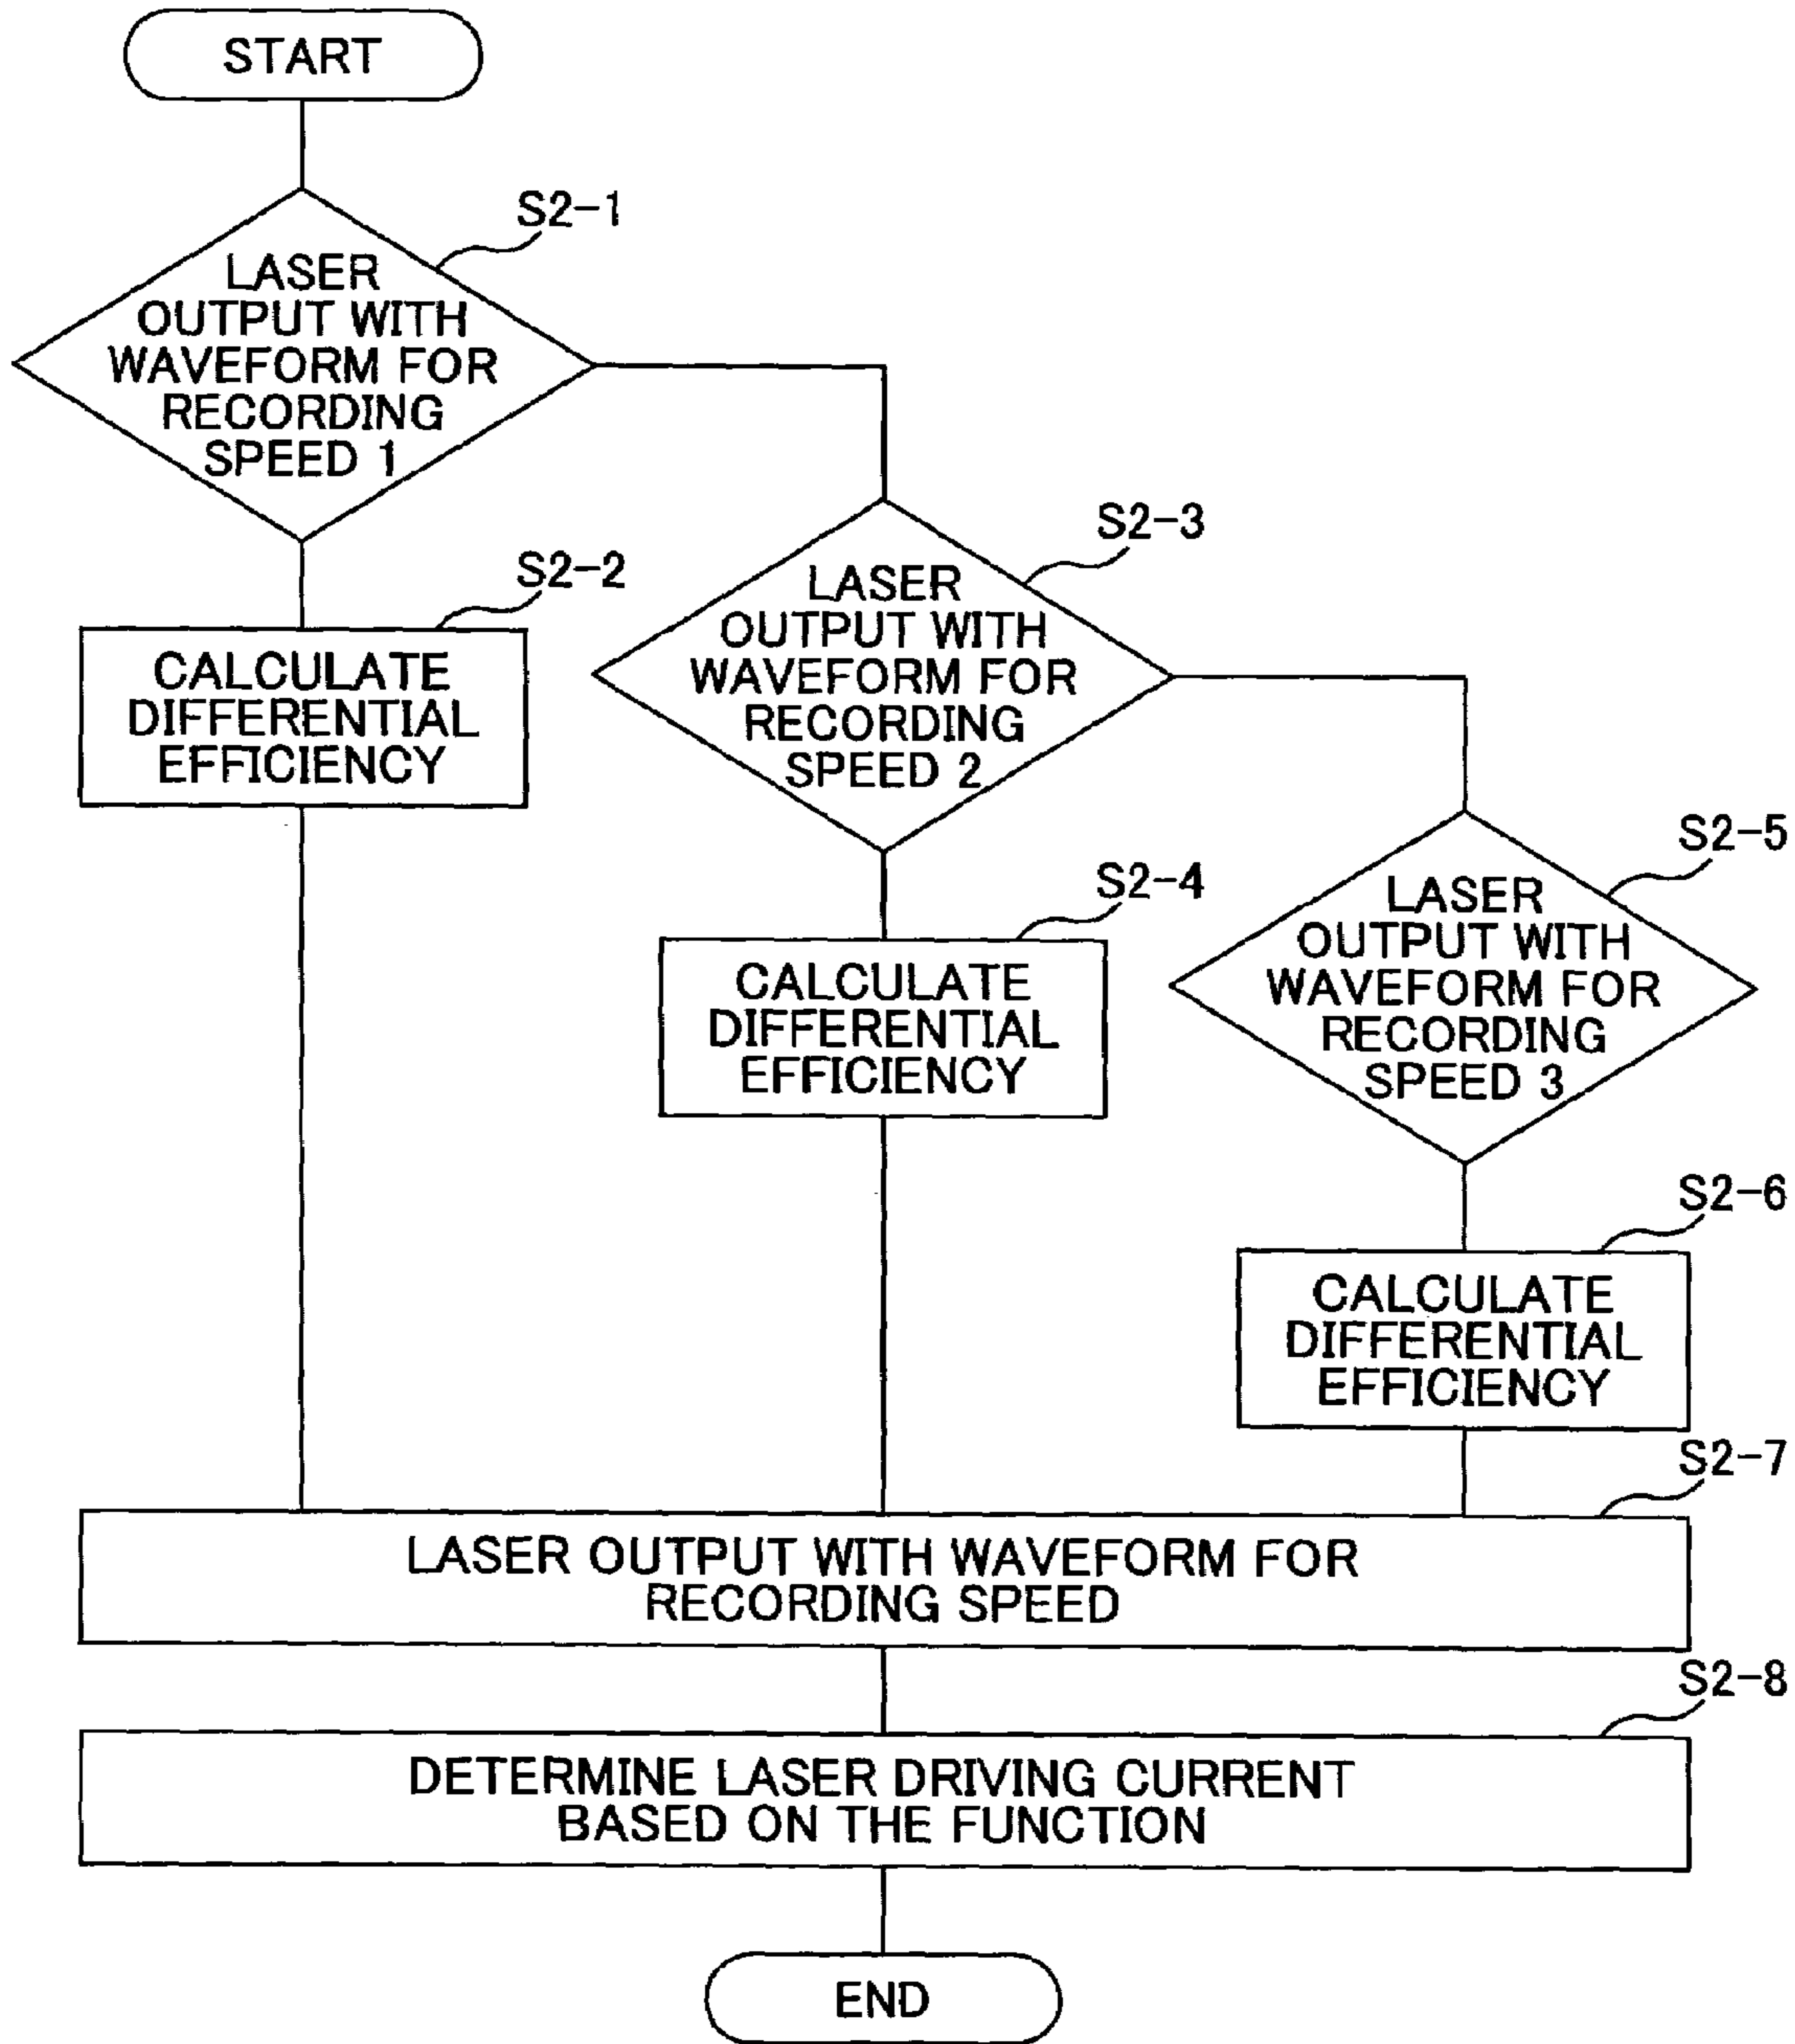 START
S2-1
LASER
OUTPUT WITH
WAVEFORM FOR
RECORDING
SPEED 1
S2-2
CALCULATE
DIFFERENTIAL
EFFICIENCY
S2-3
LASER
OUTPUT WITH
WAVEFORM FOR
RECORDING
SPEED 2
S2-4
CALCULATE
DIFFERENTIAL
EFFICIENCY
S2-5
LASER
OUTPUT WITH
WAVEFORM FOR
RECORDING
SPEED 3
S2-6
CALCULATE
DIFFERENTIAL
EFFICIENCY
S2-7
LASER OUTPUT WITH WAVEFORM FOR
RECORDING SPEED
S2-8
DETERMINE LASER DRIVING CURRENT
BASED ON THE FUNCTION
END